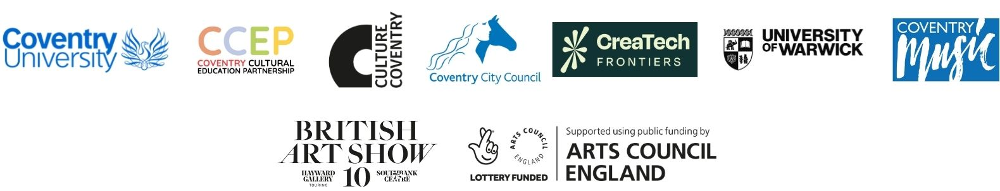 Coventry
University
CCEP
COVENTRY CULTURAL
EDUCATION PARTNERSHIP
CULTURE
COVENTRY
Coventry City Council
CreaTech
FRONTIERS
UNIVERSITY
OF WARWICK
COVENTRY
Music
BRITISH
ART SHOW
10
HAYWARD
GALLERY
TOURING
SOUTHBANK
CENTRE
LOTTERY FUNDED
ARTS COUNCIL
ENGLAND
Supported using public funding by
ARTS COUNCIL
ENGLAND